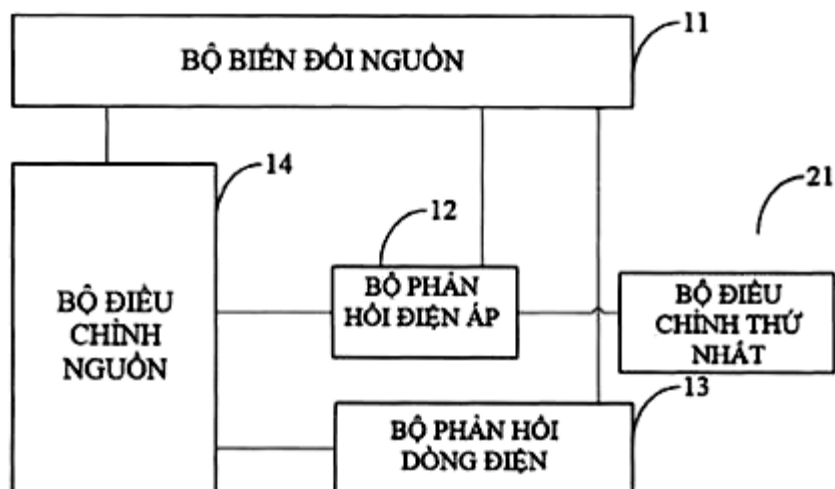 11
BỘ BIẾN ĐỔI NGUỒN
14
21
12
BỘ ĐIỀU
CHỈNH
NGUỒN
BỘ PHẢN
HỒI ĐIỆN ÁP
BỘ ĐIỀU
CHỈNH THỨ
NHẤT
13
BỘ PHẢN HỒI
DÒNG ĐIỆN